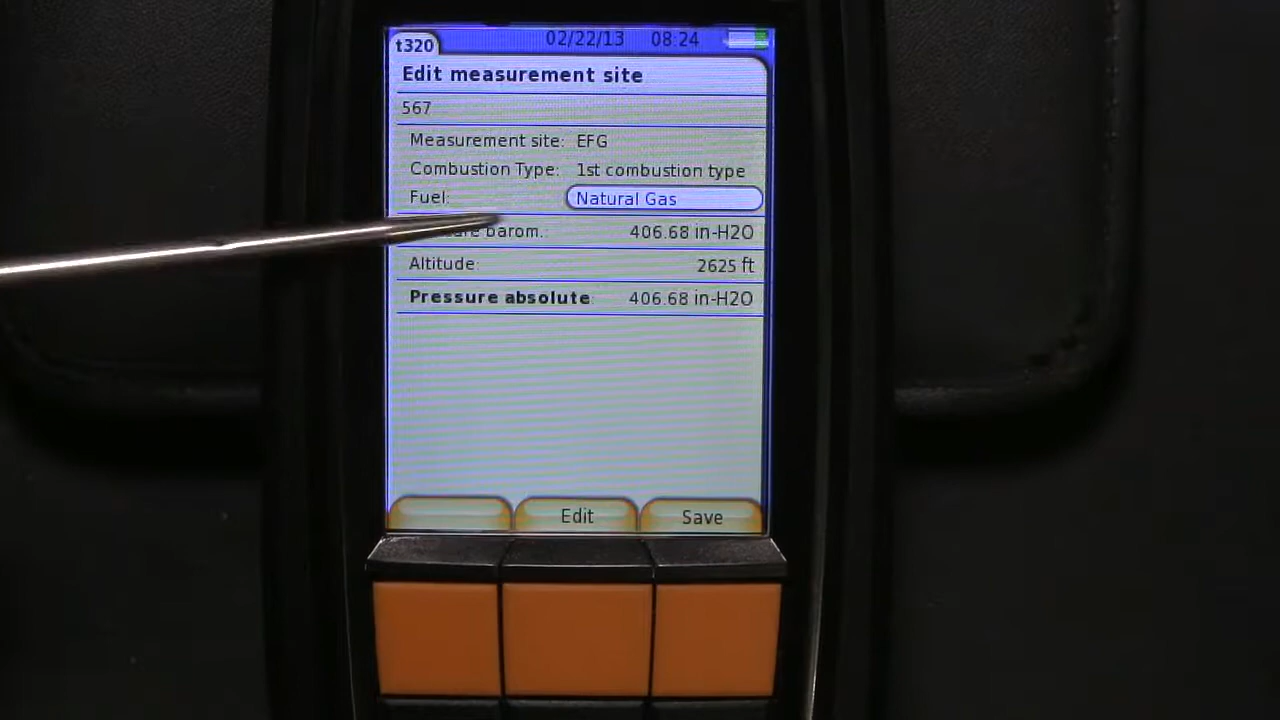 t320 02/22/13 08:24
Edit measurement site
567
Measurement site: EFG
Combustion Type: 1st combustion type
Fuel: Natural Gas
barom.: 406.68 in-H2O
Altitude: 2625 ft
Pressure absolute: 406.68 in-H2O
Edit Save